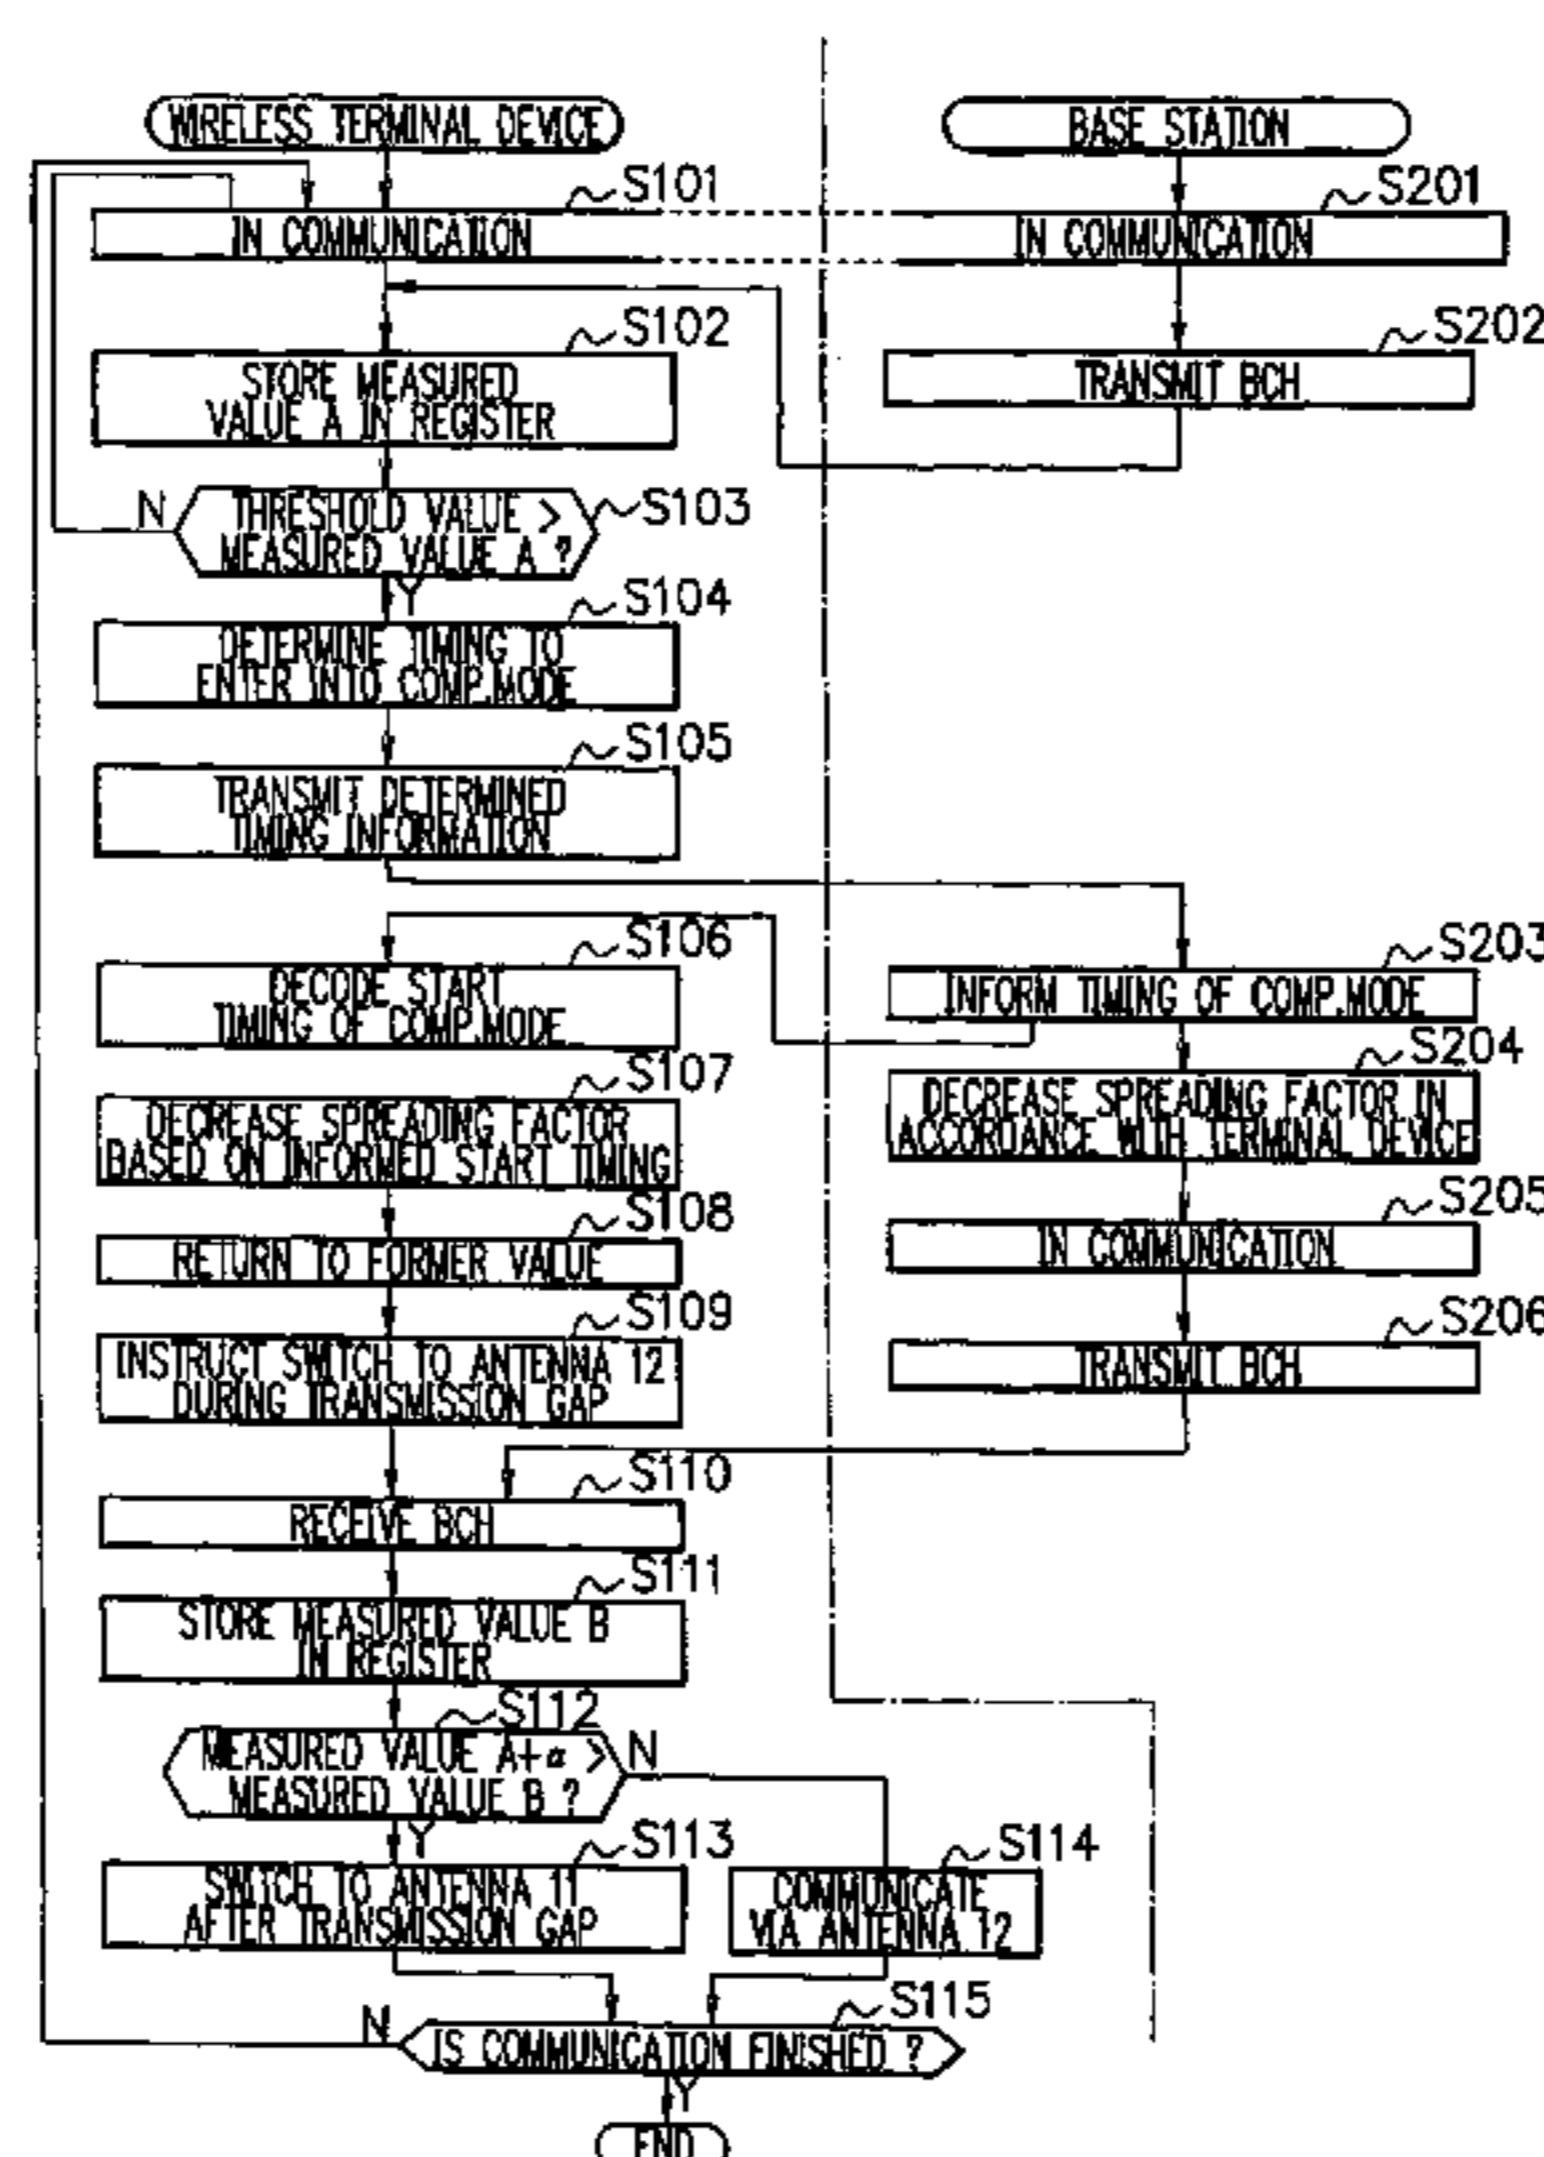 WIRELESS TERMINAL DEVICE
BASE STATION
S101
IN COMMUNICATION
S201
IN COMMUNICATION
S102
STORE MEASURED
VALUE A IN REGISTER
S202
TRANSMIT BCH
N
THRESHOLD VALUE >
MEASURED VALUE A ?
S103
Y
S104
DETERMINE TIMING TO
ENTER INTO COMP.MODE
S105
TRANSMIT DETERMINED
TIMING INFORMATION
S106
DECODE START
TIMING OF COMP.MODE
S203
INFORM TIMING OF COMP.MODE
S107
DECREASE SPREADING FACTOR
BASED ON INFORMED START TIMING
S204
DECREASE SPREADING FACTOR IN
ACCORDANCE WITH TERMINAL DEVICE
S108
RETURN TO FORMER VALUE
S205
IN COMMUNICATION
S109
INSTRUCT SWITCH TO ANTENNA 12
DURING TRANSMISSION GAP
S206
TRANSMIT BCH
S110
RECEIVE BCH
S111
STORE MEASURED VALUE B
IN REGISTER
S112
MEASURED VALUE A+α >
MEASURED VALUE B ?
N
Y
S113
SWITCH TO ANTENNA 11
AFTER TRANSMISSION GAP
S114
COMMUNICATE
VIA ANTENNA 12
S115
N
IS COMMUNICATION FINISHED ?
Y
END